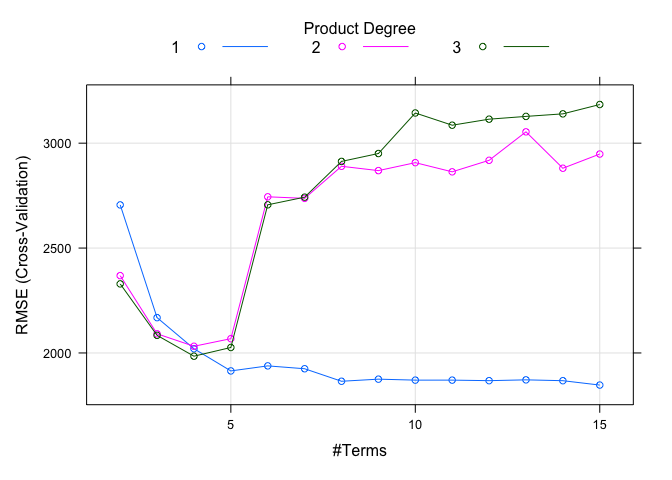 Product Degree
1 2 3
3000
2500
2000
RMSE (Cross-Validation)
5 10 15
#Terms